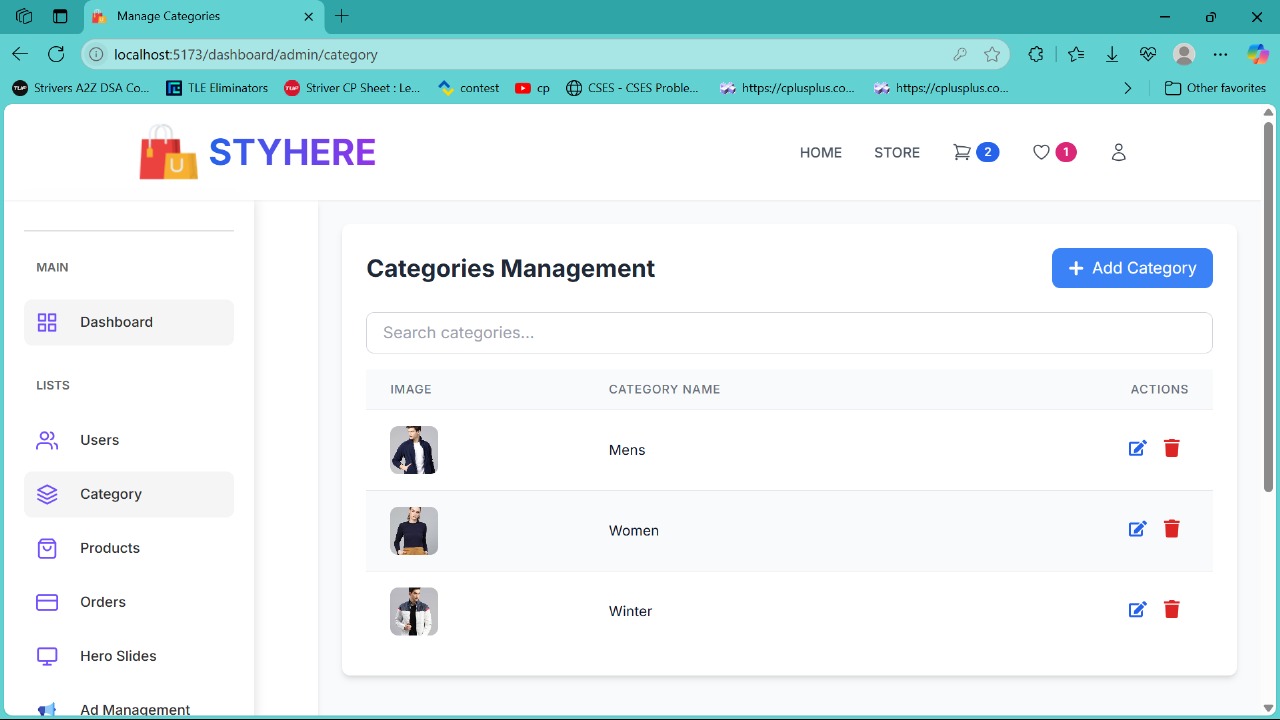 Manage Categories
localhost:5173/dashboard/admin/category
Strivers A2Z DSA Co... TLE Eliminators Striver CP Sheet : Le... contest cp CSES - CSES Proble... https://cplusplus.co... https://cplusplus.co... Other favorites
STYHERE
HOME STORE 2 1
MAIN
Dashboard
LISTS
Users
Category
Products
Orders
Hero Slides
Ad Management
Categories Management
Add Category
Search categories...
IMAGE CATEGORY NAME ACTIONS
Mens
Women
Winter